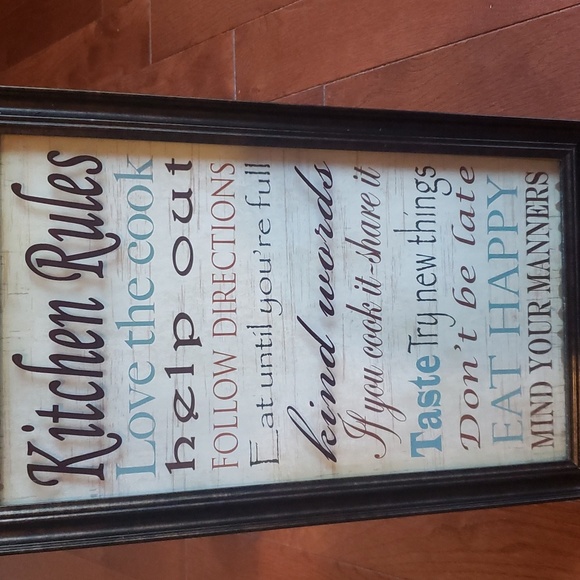 Kitchen Rules
Love the cook
help out
FOLLOW DIRECTIONS
Eat until you're full
kind words
If you cook it-share it
Taste Try new things
Don't be late
EAT HAPPY
MIND YOUR MANNERS